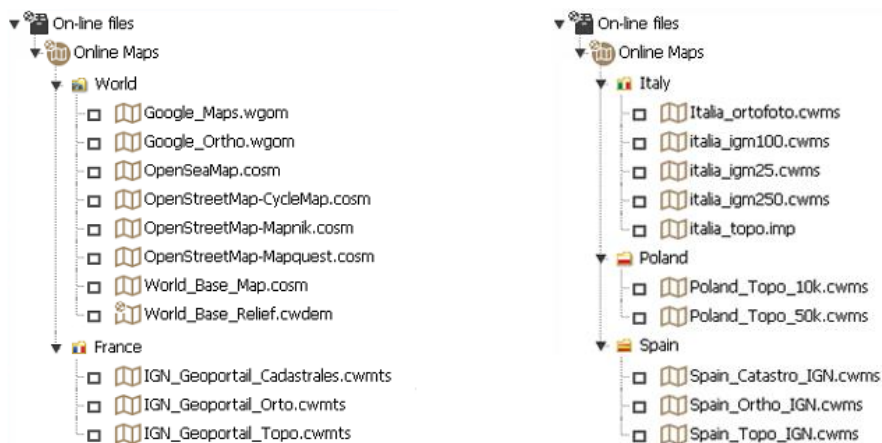 On-line files
Online Maps
World
Google_Maps.wgom
Google_Ortho.wgom
OpenSeaMap.cosm
OpenStreetMap-CycleMap.cosm
OpenStreetMap-Mapnik.cosm
OpenStreetMap-Mapquest.cosm
World_Base_Map.cosm
World_Base_Relief.cwdem
France
IGN_Geoportail_Cadastrales.cwmts
IGN_Geoportail_Orto.cwmts
IGN_Geoportail_Topo.cwmts
On-line files
Online Maps
Italy
Italia_ortofoto.cwms
italia_igm100.cwms
italia_igm25.cwms
italia_igm250.cwms
italia_topo.imp
Poland
Poland_Topo_10k.cwms
Poland_Topo_50k.cwms
Spain
Spain_Catastro_IGN.cwms
Spain_Ortho_IGN.cwms
Spain_Topo_IGN.cwms